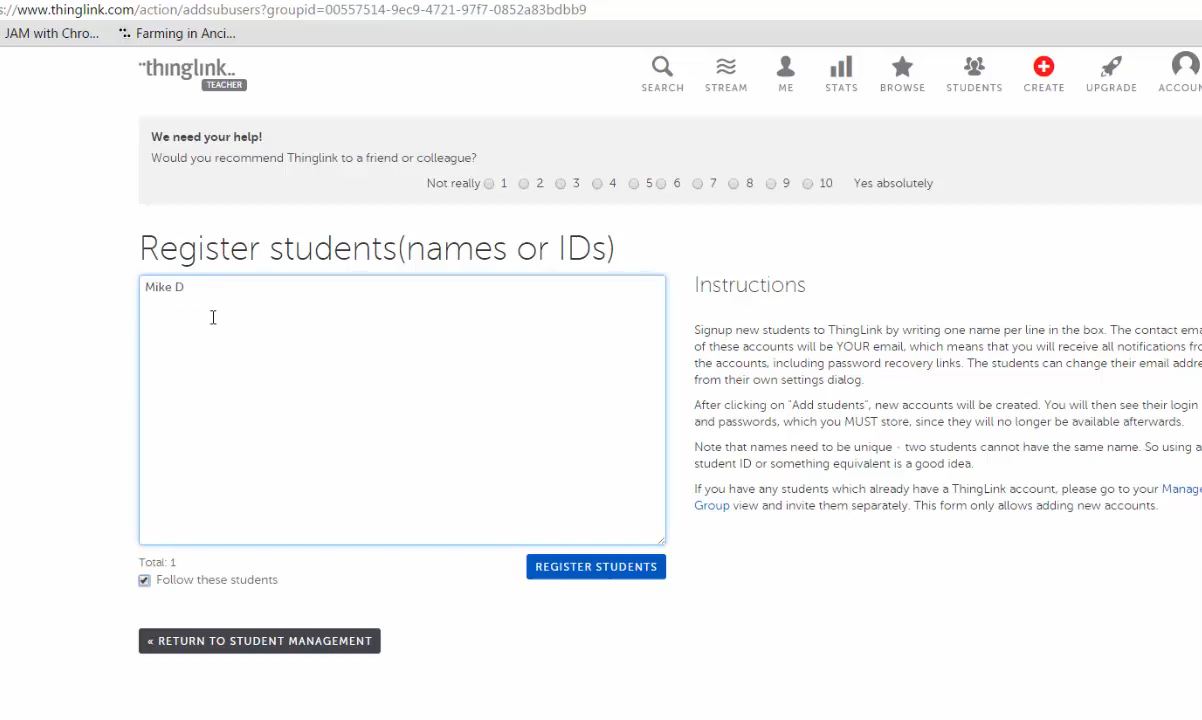 s://www.thinglink.com/action/addsubusers?groupid=00557514-9ec9-4721-97f7-0852a83bdbb9
JAM with Chro... Farming in Anci...
thinglink..
TEACHER
SEARCH STREAM ME STATS BROWSE STUDENTS CREATE UPGRADE ACCOUN
We need your help!
Would you recommend Thinglink to a friend or colleague?
Not really 1 2 3 4 5 6 7 8 9 10 Yes absolutely
Register students(names or IDs)
Mike D
Total: 1
Follow these students
REGISTER STUDENTS
« RETURN TO STUDENT MANAGEMENT
Instructions
Signup new students to ThingLink by writing one name per line in the box. The contact ema
of these accounts will be YOUR email, which means that you will receive all notifications fro
the accounts, including password recovery links. The students can change their email addre
from their own settings dialog.
After clicking on "Add students", new accounts will be created. You will then see their login
and passwords, which you MUST store, since they will no longer be available afterwards.
Note that names need to be unique - two students cannot have the same name. So using a
student ID or something equivalent is a good idea.
If you have any students which already have a ThingLink account, please go to your Manage
Group view and invite them separately. This form only allows adding new accounts.